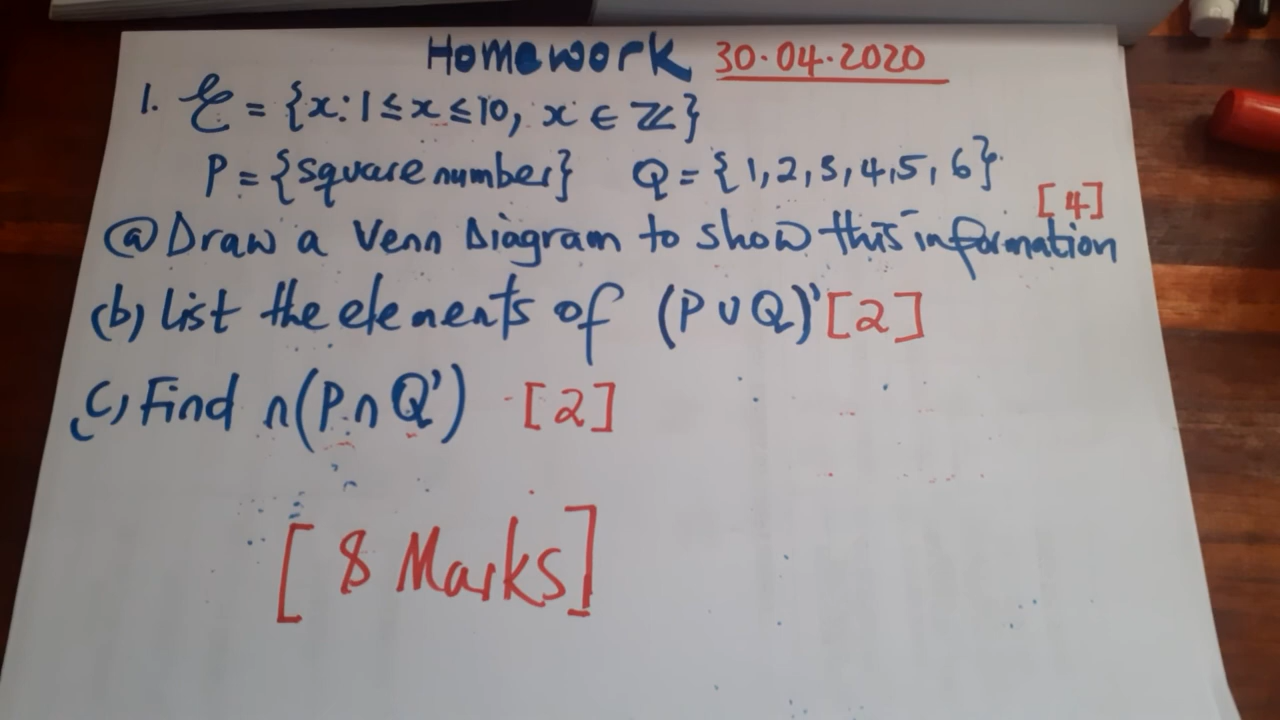 Homework 30.04.2020
1. ℰ = {x: 1 ≤ x ≤ 10, x ∈ ℤ}
P = {square number} Q = {1, 2, 3, 4, 5, 6}
[4]
(a) Draw a Venn Diagram to show this information
(b) List the elements of (P ∪ Q)' [2]
(c) Find n(P ∩ Q') [2]
[8 Marks]